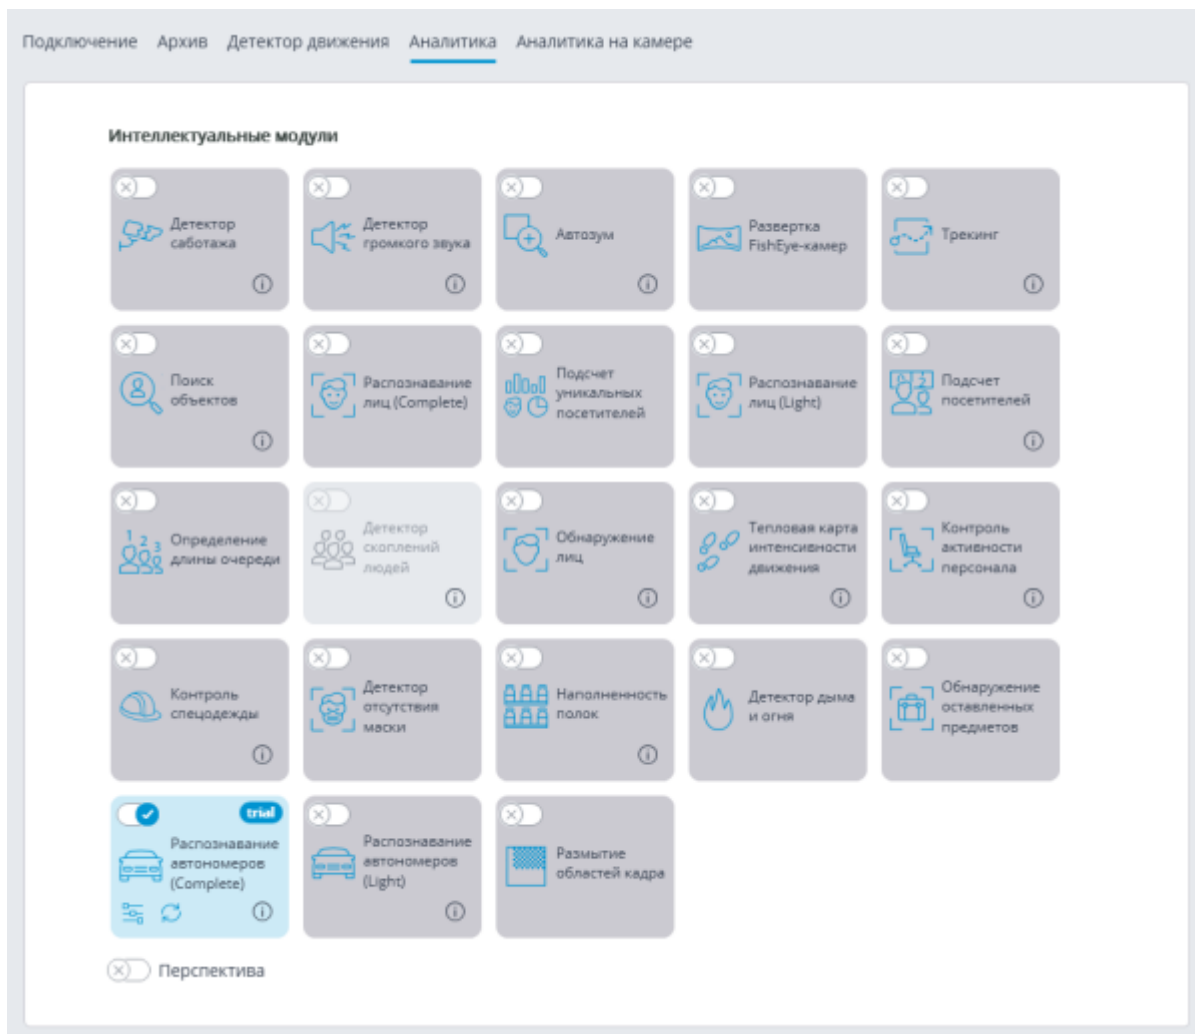 Подключение Архив Детектор движения Аналитика Аналитика на камере
Интеллектуальные модули
Детектор
саботажа
Детектор
громкого звука
Автозум
Развертка
FishEye-камер
Трекинг
Поиск
объектов
Распознавание
лиц (Complete)
Подсчет
уникальных
посетителей
Распознавание
лиц (Light)
Подсчет
посетителей
Определение
длины очереди
Детектор
скоплений
людей
Обнаружение
лиц
Тепловая карта
интенсивности
движения
Контроль
активности
персонала
Контроль
спецодежды
Детектор
отсутствия
маски
Наполненность
полок
Детектор дыма
и огня
Обнаружение
оставленных
предметов
trial
Распознавание
автономеров
(Complete)
Распознавание
автономеров
(Light)
Размытие
областей кадра
Перспектива